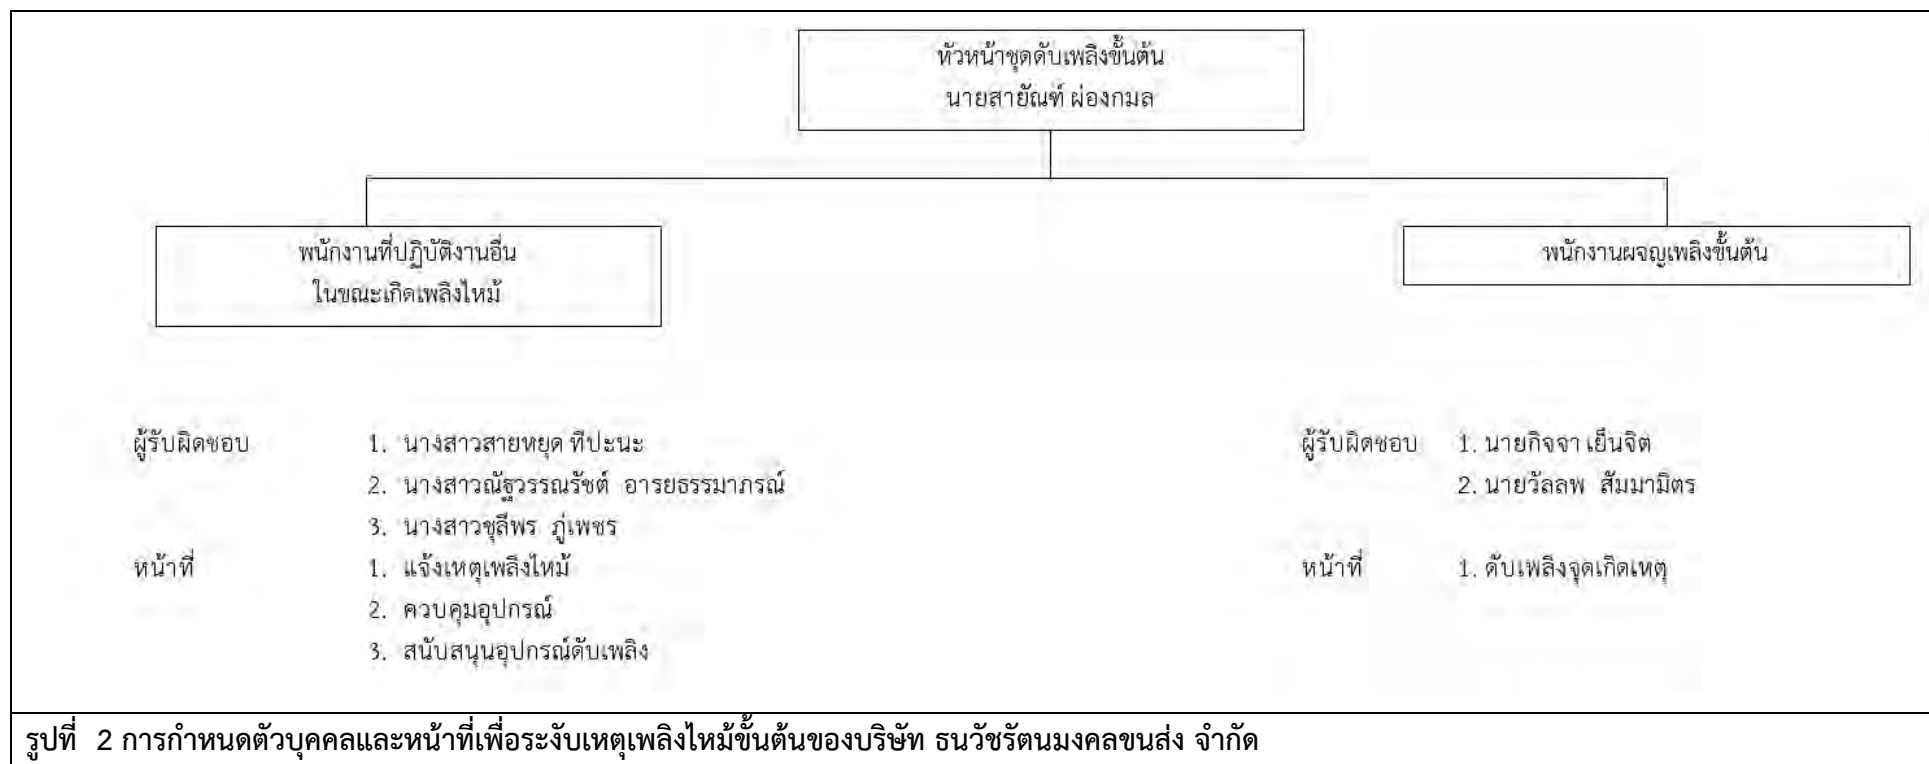 หัวหน้าชุดดับเพลิงขั้นต้น
นายสายัณฑ์ ผ่องกมล
พนักงานที่ปฏิบัติงานอื่น
ในขณะเกิดเพลิงไหม้
พนักงานผจญเพลิงขั้นต้น
ผู้รับผิดชอบ 1. นางสาวสายหยุด ทีปะนะ
2. นางสาวณัฐวรรณรัชต์ อารยธรรมาภรณ์
3. นางสาวชุลีพร ภู่เพชร
หน้าที่ 1. แจ้งเหตุเพลิงไหม้
2. ควบคุมอุปกรณ์
3. สนับสนุนอุปกรณ์ดับเพลิง
ผู้รับผิดชอบ 1. นายกิจจา เย็นจิต
2. นายวัลลพ สัมมามิตร
หน้าที่ 1. ดับเพลิงจุดเกิดเหตุ
รูปที่ 2 การกำหนดตัวบุคคลและหน้าที่เพื่อระงับเหตุเพลิงไหม้ขั้นต้นของบริษัท ธนวัชรัตนมงคลขนส่ง จำกัด